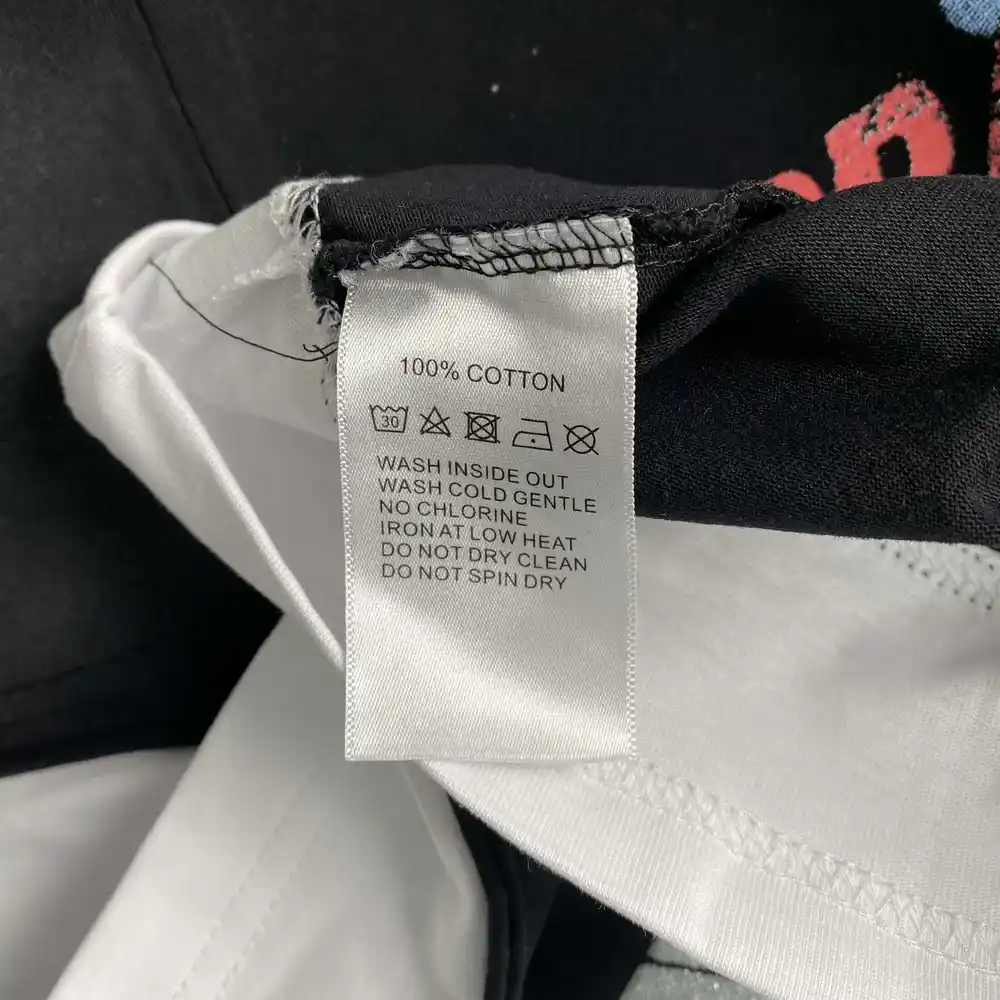 100% COTTON
30
WASH INSIDE OUT
WASH COLD GENTLE
NO CHLORINE
IRON AT LOW HEAT
DO NOT DRY CLEAN
DO NOT SPIN DRY